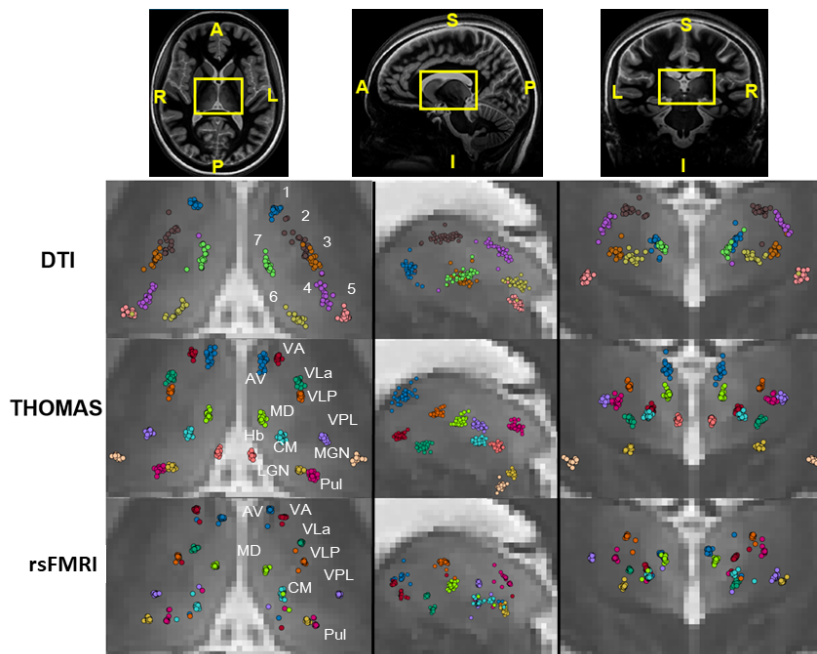 A
R
L
P
S
A
P
I
S
L
R
I
DTI
1
2
3
7
4
5
6
THOMAS
VA
AV
VLa
VLP
MD
VPL
Hb
CM
MGN
LGN
Pul
rsFMRI
AV
VA
VLa
MD
VLP
VPL
CM
Pul